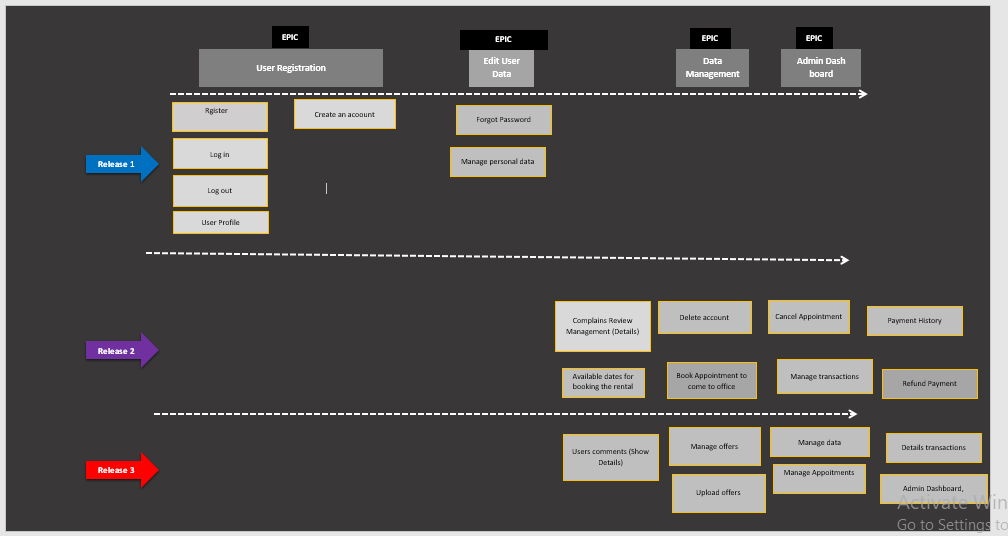 EPIC
User Registration
EPIC
Edit User
Data
EPIC
Data
Management
EPIC
Admin Dash
board
Release 1
Rgister
Create an acoount
Log in
Log out
User Profile
Forgot Password
Manage personal data
Release 2
Complains Review
Management (Details)
Delete account
Cancel Appointment
Payment History
Available dates for
booking the rental
Book Appointment to
come to office
Manage transactions
Refund Payment
Release 3
Users comments (Show
Details)
Manage offers
Manage data
Details transactions
Upload offers
Manage Appoitments
Admin Dashboard,
Activate Win
Go to Settings to